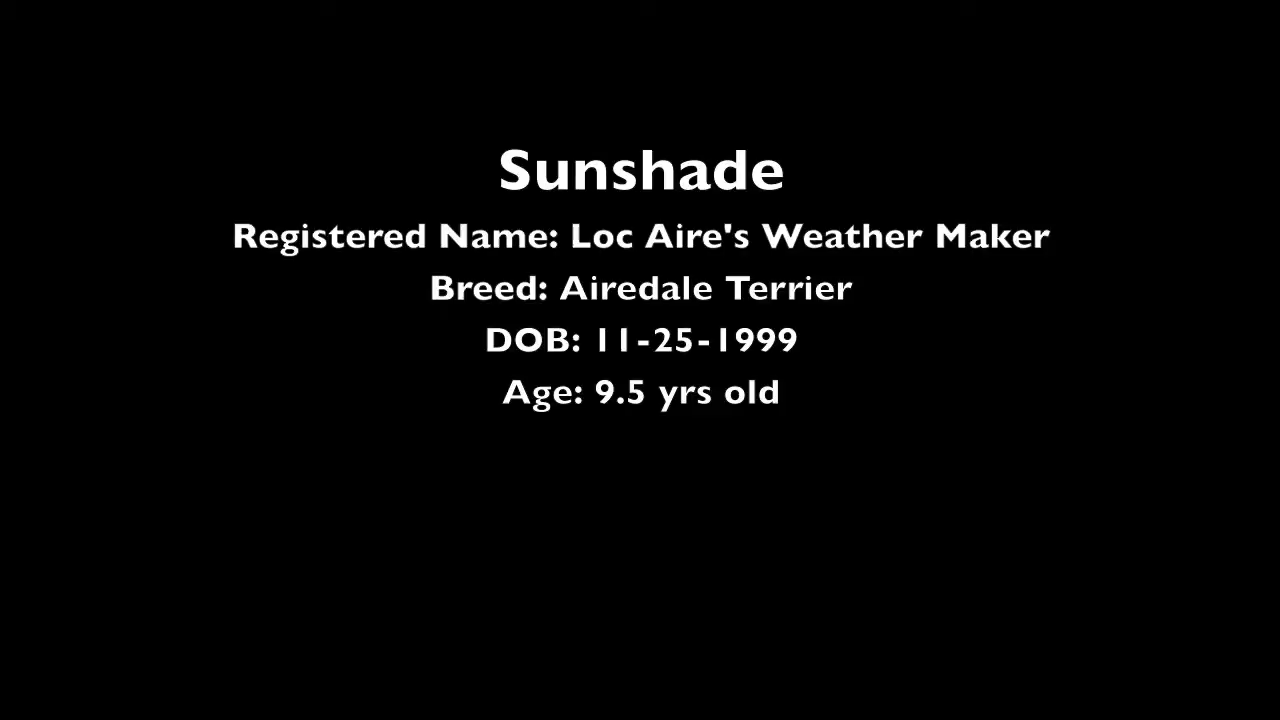 Sunshade
Registered Name: Loc Aire's Weather Maker
Breed: Airedale Terrier
DOB: 11-25-1999
Age: 9.5 yrs old